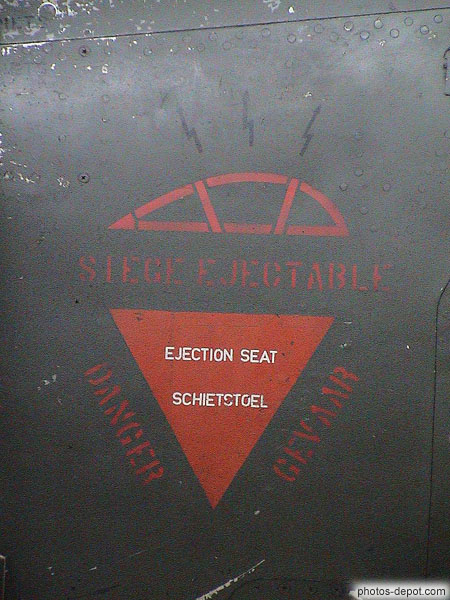 SIEGE EJECTABLE
EJECTION SEAT
SCHIETSTOEL
DANGER
GEVAAR
photos-depot.com